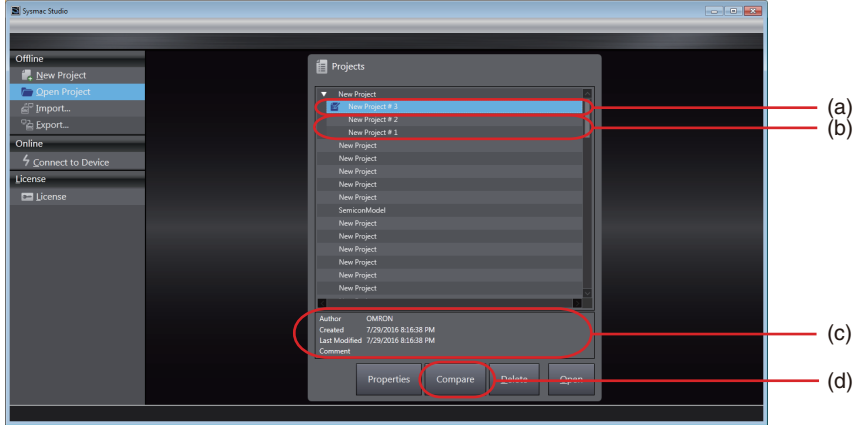 Sysmac Studio
Offline
New Project
Open Project
Import...
Export...
Online
Connect to Device
License
License
Projects
▼ New Project
New Project # 3
New Project # 2
New Project # 1
New Project
New Project
New Project
New Project
New Project
SemiconModel
New Project
New Project
New Project
New Project
New Project
New Project
Author OMRON
Created 7/29/2016 8:16:38 PM
Last Modified 7/29/2016 8:16:38 PM
Comment
Properties Compare Delete Open
(a)
(b)
(c)
(d)